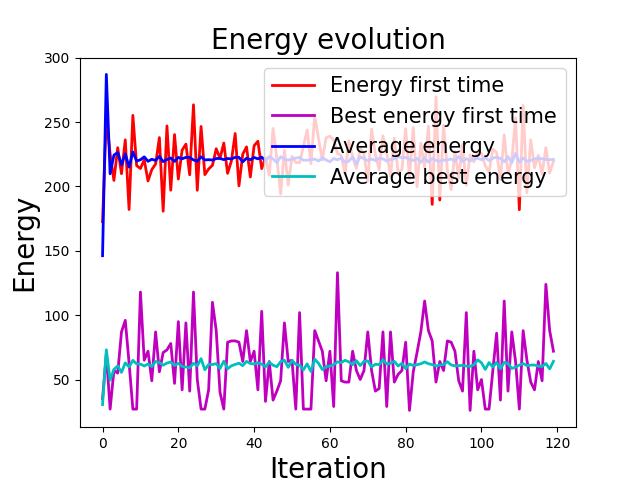 Energy evolution
300
250
200
150
100
50
Energy
Energy first time
Best energy first time
Average energy
Average best energy
0 20 40 60 80 100 120
Iteration